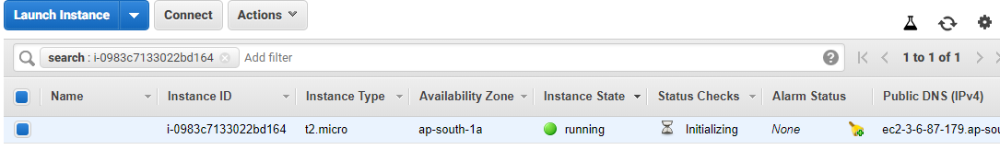 Launch Instance Connect Actions
search : i-0983c7133022bd164 Add filter 1 to 1 of 1
Name Instance ID Instance Type Availability Zone Instance State Status Checks Alarm Status Public DNS (IPv4)
i-0983c7133022bd164 t2.micro ap-south-1a running Initializing None ec2-3-6-87-179.ap-sou